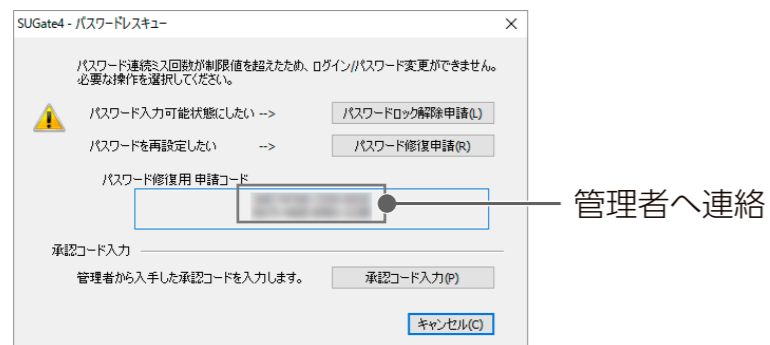 SUGate4 - パスワードレスキュー
パスワード連続ミス回数が制限値を超えたため、ログイン/パスワード変更ができません。
必要な操作を選択してください。
パスワード入力可能状態にしたい --> パスワードロック解除申請(L)
パスワードを再設定したい --> パスワード修復申請(R)
パスワード修復用 申請コード
管理者へ連絡
承認コード入力
管理者から入手した承認コードを入力します。 承認コード入力(P)
キャンセル(C)